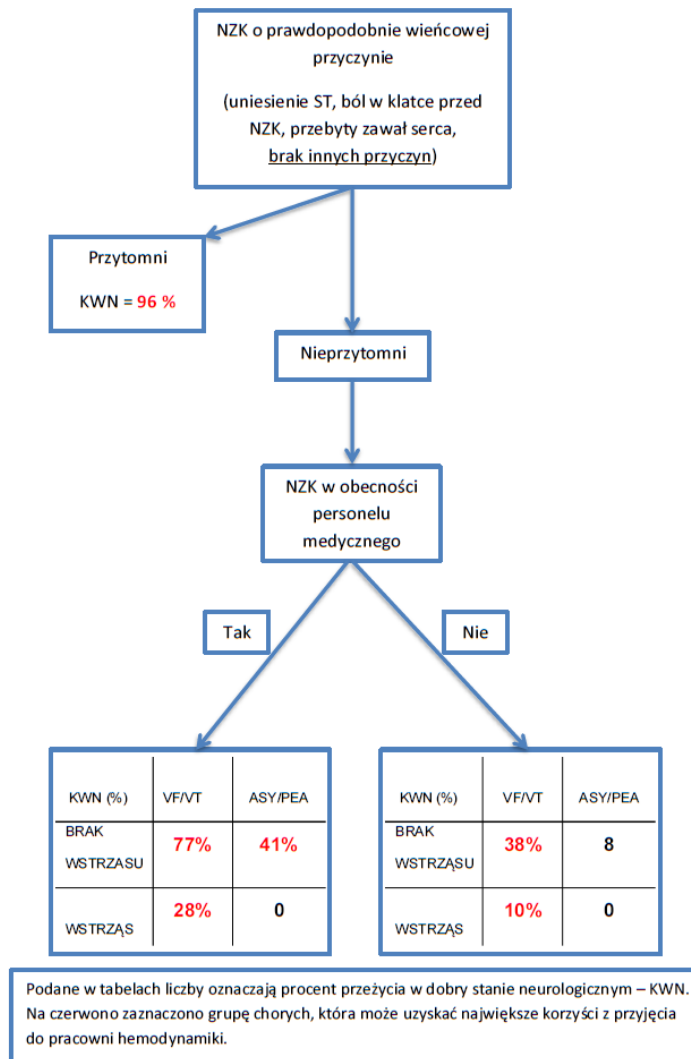 NZK o prawdopodobnie wieńcowej
przyczynie
(uniesienie ST, ból w klatce przed
NZK, przebyty zawał serca,
brak innych przyczyn)
Przytomni
KWN = 96 %
Nieprzytomni
NZK w obecności
personelu
medycznego
Tak
Nie
KWN (%) VF/VT ASY/PEA
BRAK
WSTRZASU 77% 41%
WSTRZĄS 28% 0
KWN (%) VF/VT ASY/PEA
BRAK
WSTRZĄSU 38% 8
WSTRZĄS 10% 0
Podane w tabelach liczby oznaczają procent przeżycia w dobry stanie neurologicznym – KWN.
Na czerwono zaznaczono grupę chorych, która może uzyskać największe korzyści z przyjęcia
do pracowni hemodynamiki.